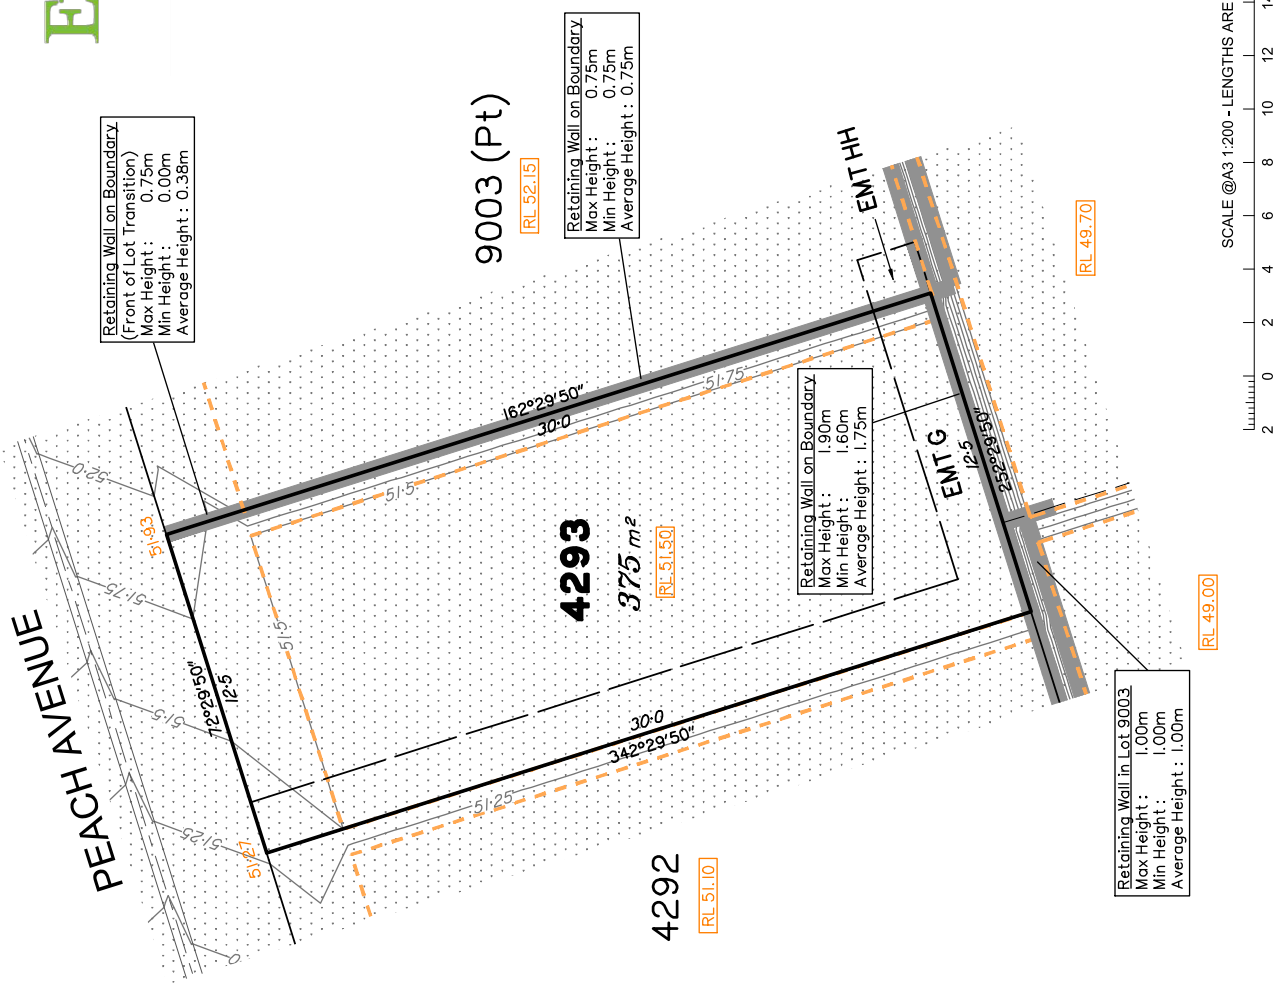 E
PEACH AVENUE
Retaining Wall on Boundary
(Front of Lot Transition)
Max Height : 0.75m
Min Height : 0.00m
Average Height : 0.38m
9003 (Pt)
RL 52.15
Retaining Wall on Boundary
Max Height : 0.75m
Min Height : 0.75m
Average Height : 0.75m
52·0
51·93
51·75
51·5
51·25
0
51·27
72°29'50"
12·5
162°29'50"
30·0
51·75
51·5
51·5
4293
375 m²
RL 51.50
EMT HH
EMT G
12·5
252°29'50"
Retaining Wall on Boundary
Max Height : 1.90m
Min Height : 1.60m
Average Height : 1.75m
30·0
342°29'50"
51·25
4292
RL 51.10
RL 49.70
RL 49.00
Retaining Wall in Lot 9003
Max Height : 1.00m
Min Height : 1.00m
Average Height : 1.00m
SCALE @A3 1:200 - LENGTHS ARE
2 0 2 4 6 8 10 12 14